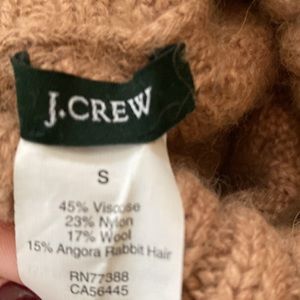 J.CREW
S
45% Viscose
23% Nylon
17% Wool
15% Angora Rabbit Hair
RN77388
CA56445